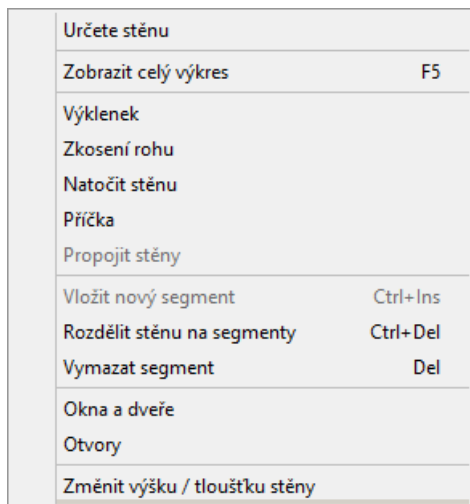 Určete stěnu
Zobrazit celý výkres F5
Výklenek
Zkosení rohu
Natočit stěnu
Příčka
Propojit stěny
Vložit nový segment Ctrl+Ins
Rozdělit stěnu na segmenty Ctrl+Del
Vymazat segment Del
Okna a dveře
Otvory
Změnit výšku / tloušťku stěny